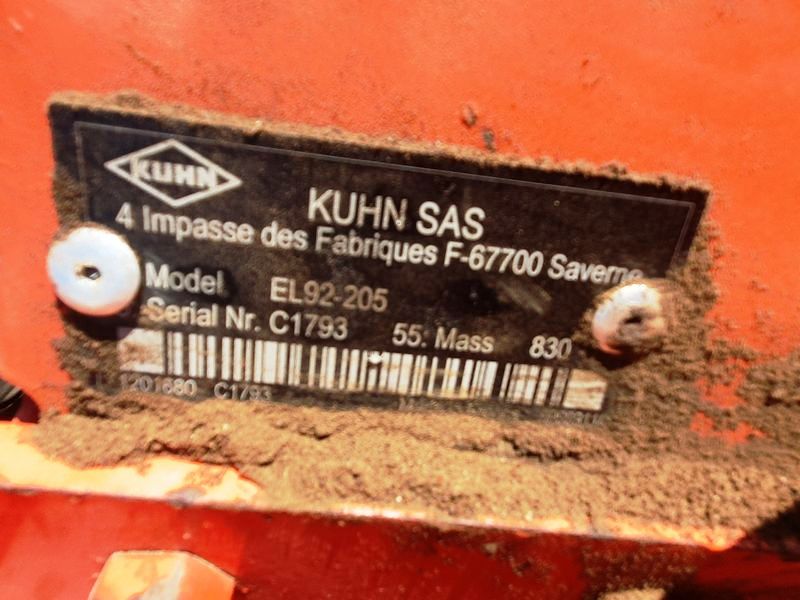 KUHN
KUHN SAS
4 Impasse des Fabriques F-67700 Saverne
Model EL92-205
Serial Nr. C1793 55: Mass 830
1201680 C1793